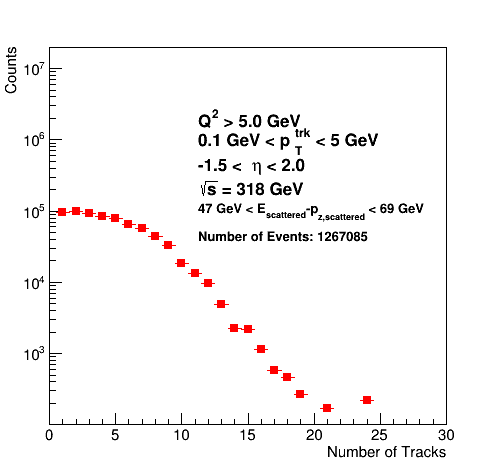 Counts
10^7
10^6
10^5
10^4
10^3
Q^2 > 5.0 GeV
0.1 GeV < p_T^trk < 5 GeV
-1.5 < η < 2.0
√s = 318 GeV
47 GeV < E_scattered-p_z,scattered < 69 GeV
Number of Events: 1267085
0 5 10 15 20 25 30
Number of Tracks